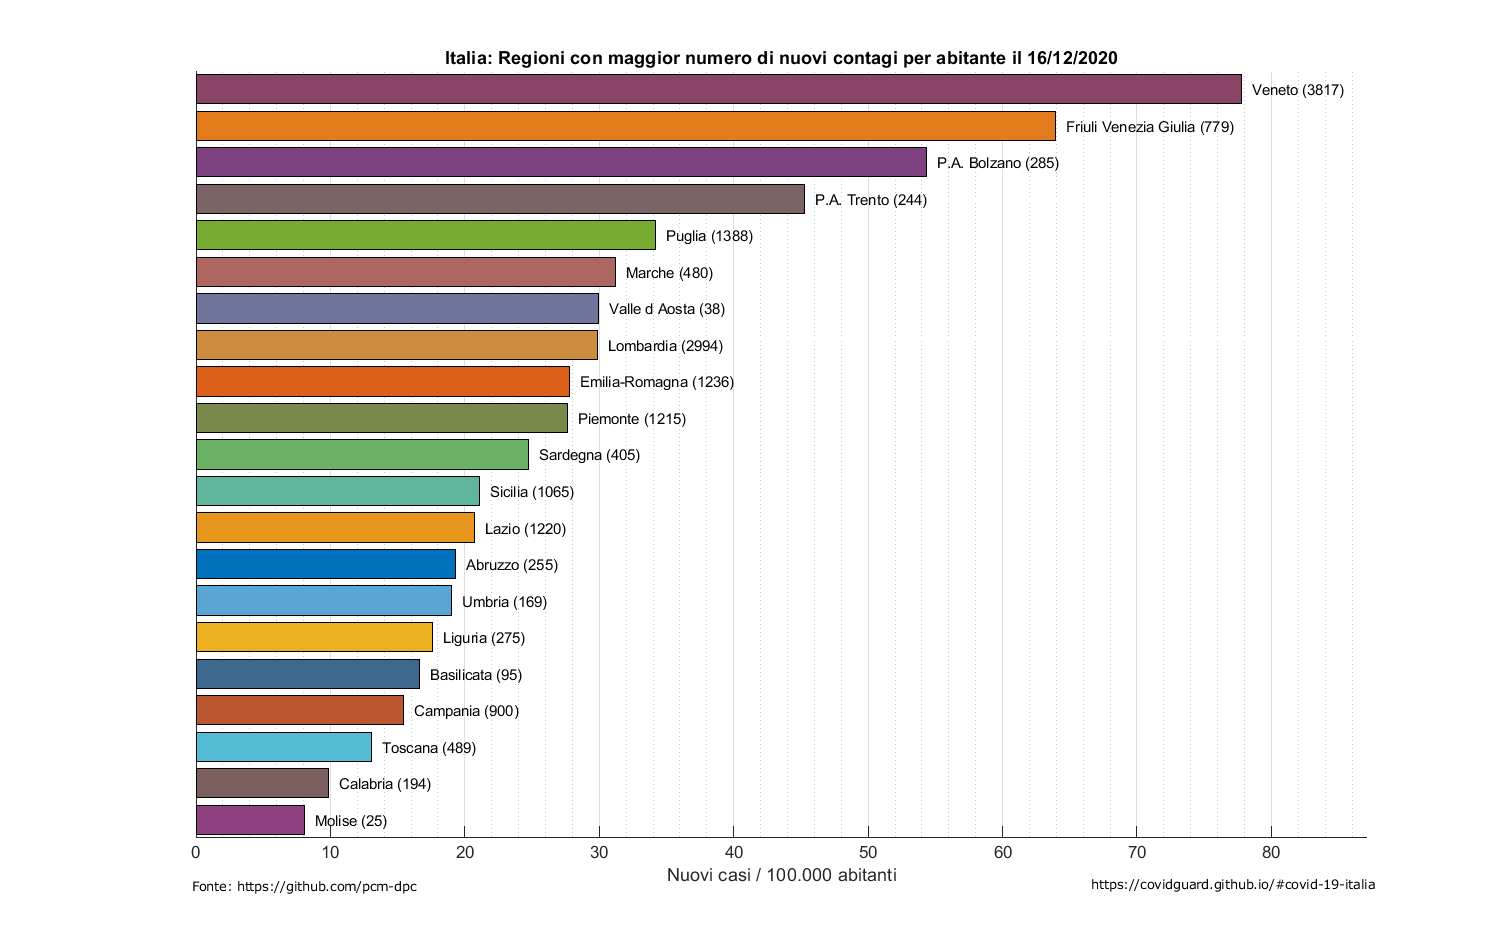 Italia: Regioni con maggior numero di nuovi contagi per abitante il 16/12/2020
Veneto (3817)
Friuli Venezia Giulia (779)
P.A. Bolzano (285)
P.A. Trento (244)
Puglia (1388)
Marche (480)
Valle d Aosta (38)
Lombardia (2994)
Emilia-Romagna (1236)
Piemonte (1215)
Sardegna (405)
Sicilia (1065)
Lazio (1220)
Abruzzo (255)
Umbria (169)
Liguria (275)
Basilicata (95)
Campania (900)
Toscana (489)
Calabria (194)
Molise (25)
0 10 20 30 40 50 60 70 80
Nuovi casi / 100.000 abitanti
Fonte: https://github.com/pcm-dpc
https://covidguard.github.io/#covid-19-italia